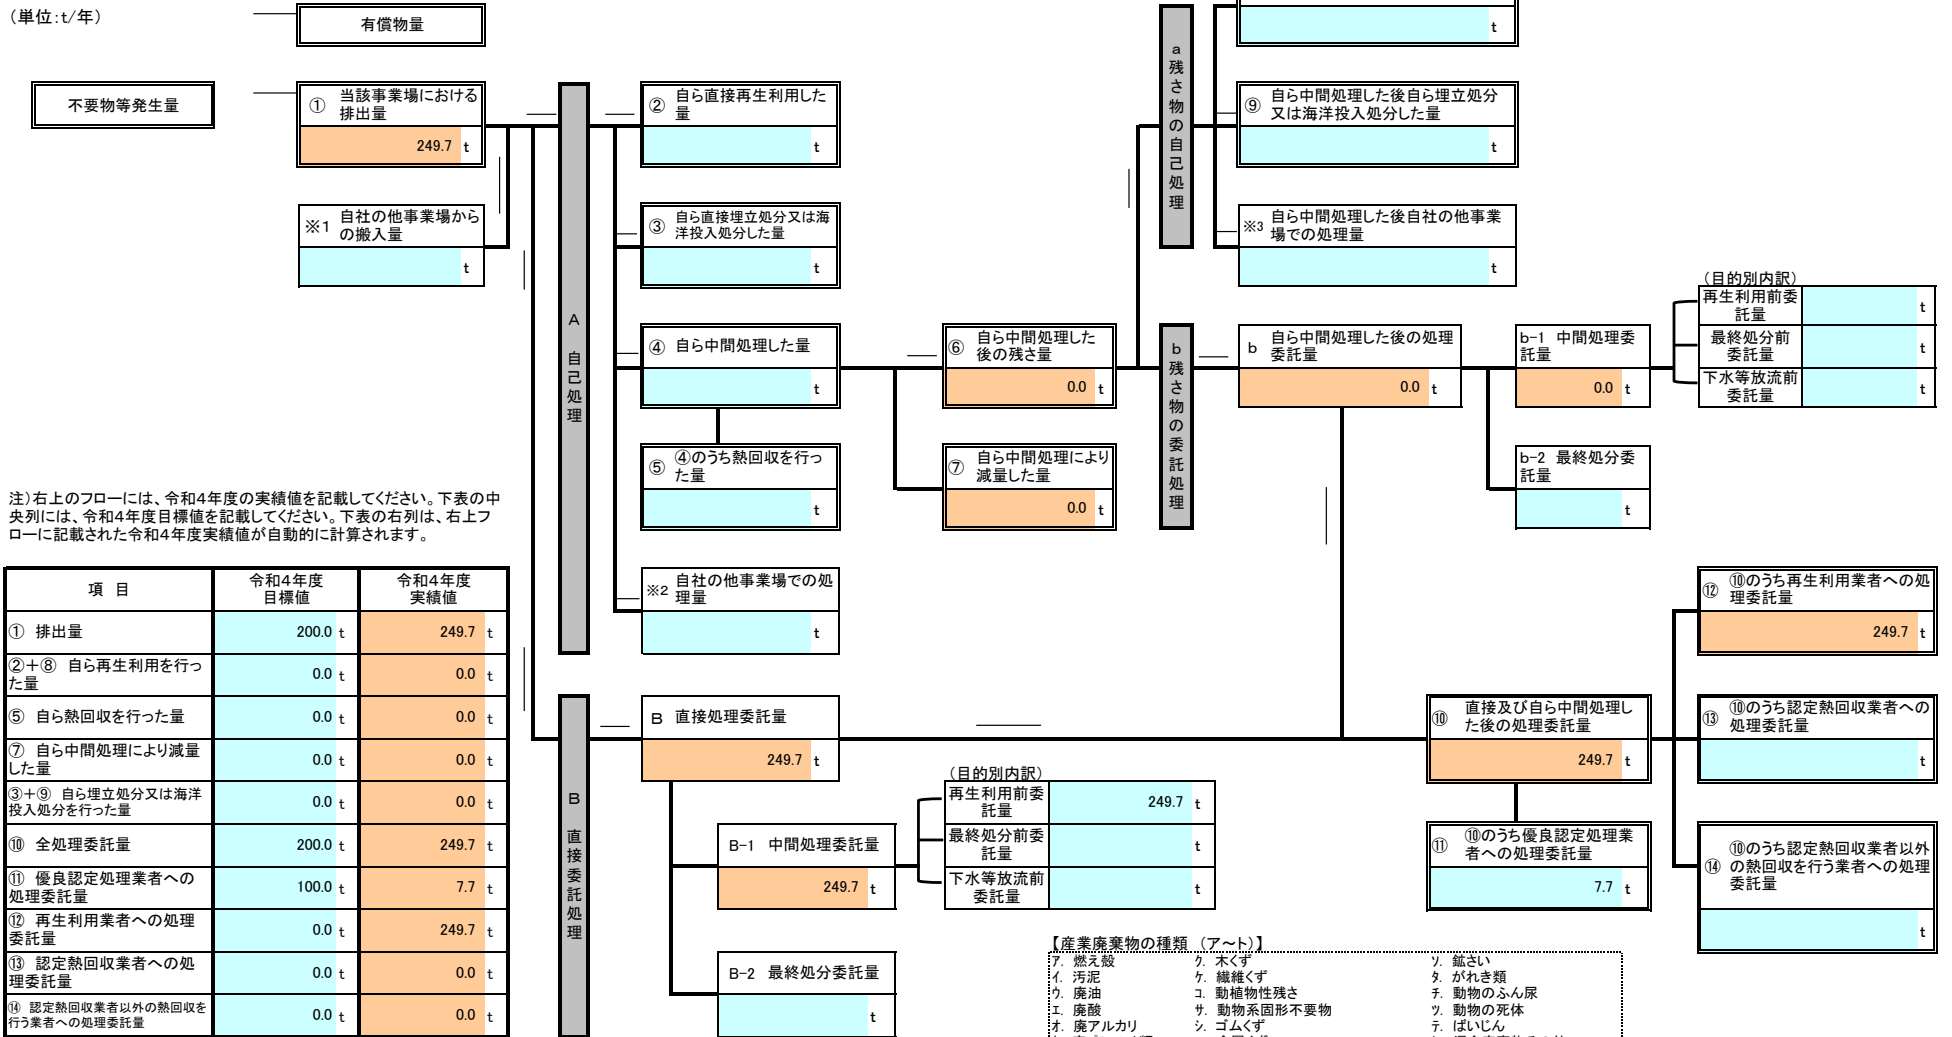 (単位:t/年)
有償物量
t
不要物等発生量
① 当該事業場における
排出量
249.7 t
※1 自社の他事業場から
の搬入量
t
A 自己処理
② 自ら直接再生利用した
量
t
③ 自ら直接埋立処分又は海
洋投入処分した量
t
④ 自ら中間処理した量
t
⑤ ④のうち熱回収を行っ
た量
t
※2 自社の他事業場での処
理量
t
⑥ 自ら中間処理した
後の残さ量
0.0 t
⑦ 自ら中間処理により
減量した量
0.0 t
a 残さ物の自己処理
⑨ 自ら中間処理した後自ら埋立処分
又は海洋投入処分した量
t
※3 自ら中間処理した後自社の他事業
場での処理量
t
b 残さ物の委託処理
b 自ら中間処理した後の処理
委託量
0.0 t
b-1 中間処理委
託量
0.0 t
(目的別内訳)
再生利用前委
託量
t
最終処分前
委託量
t
下水等放流前
委託量
t
b-2 最終処分委
託量
t
注)右上のフローには、令和4年度の実績値を記載してください。下表の中
央列には、令和4年度目標値を記載してください。下表の右列は、右上フ
ローに記載された令和4年度実績値が自動的に計算されます。
項 目 令和4年度
目標値 令和4年度
実績値
① 排出量 200.0 t 249.7 t
②+⑧ 自ら再生利用を行っ
た量 0.0 t 0.0 t
⑤ 自ら熱回収を行った量 0.0 t 0.0 t
⑦ 自ら中間処理により減量
した量 0.0 t 0.0 t
③+⑨ 自ら埋立処分又は海洋
投入処分を行った量 0.0 t 0.0 t
⑩ 全処理委託量 200.0 t 249.7 t
⑪ 優良認定処理業者への
処理委託量 100.0 t 7.7 t
⑫ 再生利用業者への処理
委託量 0.0 t 249.7 t
⑬ 認定熱回収業者への処
理委託量 0.0 t 0.0 t
⑭ 認定熱回収業者以外の熱回収を
行う業者への処理委託量 0.0 t 0.0 t
B 直接委託処理
B 直接処理委託量
249.7 t
B-1 中間処理委託量
249.7 t
(目的別内訳)
再生利用前委
託量
249.7 t
最終処分前委
託量
t
下水等放流前
委託量
t
B-2 最終処分委託量
t
⑩ 直接及び自ら中間処理し
た後の処理委託量
249.7 t
⑪ ⑩のうち優良認定処理業
者への処理委託量
7.7 t
⑫ ⑩のうち再生利用業者への処
理委託量
249.7 t
⑬ ⑩のうち認定熱回収業者への
処理委託量
t
⑭ ⑩のうち認定熱回収業者以外
の熱回収を行う業者への処理
委託量
t
【産業廃棄物の種類 (ア〜ト)】
ア. 燃え殻 ク. 木くず ソ. 鉱さい
イ. 汚泥 ケ. 繊維くず タ. がれき類
ウ. 廃油 コ. 動植物性残さ チ. 動物のふん尿
エ. 廃酸 サ. 動物系固形不要物 ツ. 動物の死体
オ. 廃アルカリ シ. ゴムくず テ. ばいじん